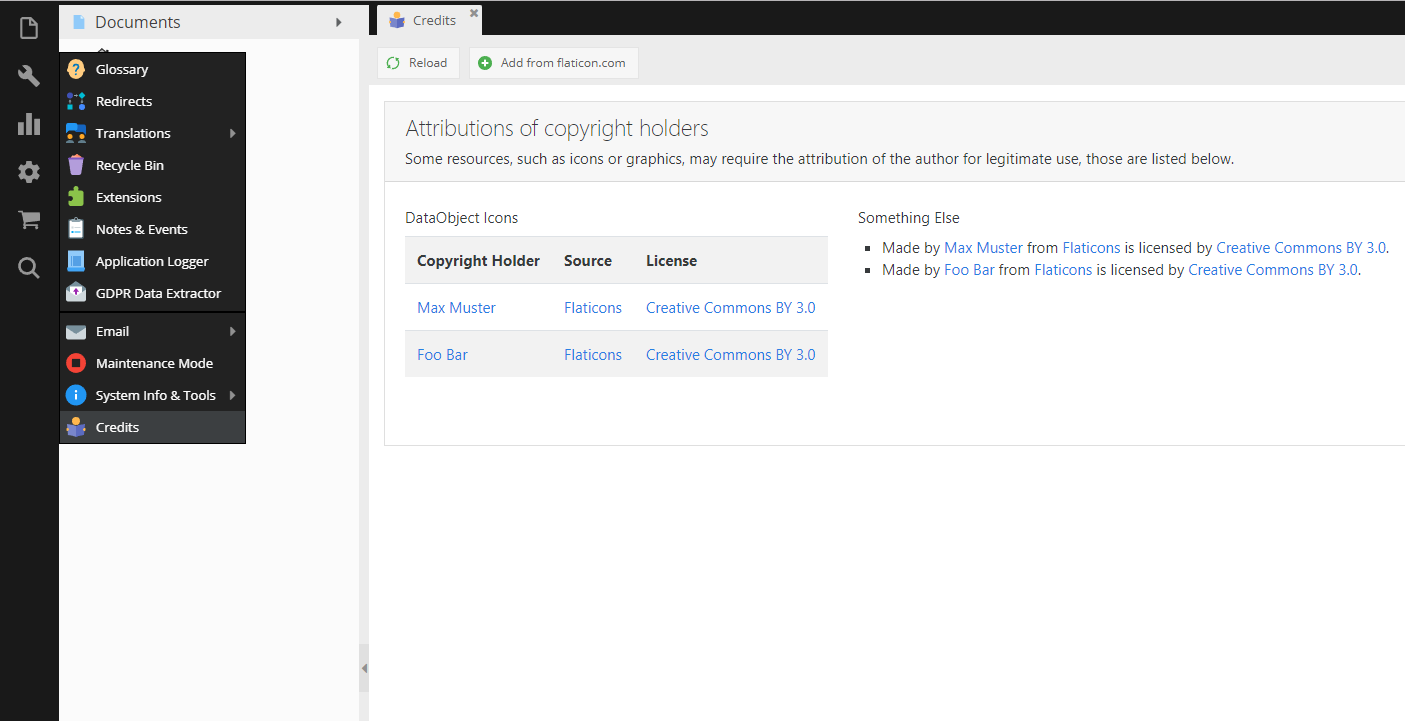 Documents
Glossary
Redirects
Translations
Recycle Bin
Extensions
Notes & Events
Application Logger
GDPR Data Extractor
Email
Maintenance Mode
System Info & Tools
Credits
Credits
Reload
Add from flaticon.com
Attributions of copyright holders
Some resources, such as icons or graphics, may require the attribution of the author for legitimate use, those are listed below.
DataObject Icons
Copyright Holder Source License
Max Muster Flaticons Creative Commons BY 3.0
Foo Bar Flaticons Creative Commons BY 3.0
Something Else
Made by Max Muster from Flaticons is licensed by Creative Commons BY 3.0.
Made by Foo Bar from Flaticons is licensed by Creative Commons BY 3.0.